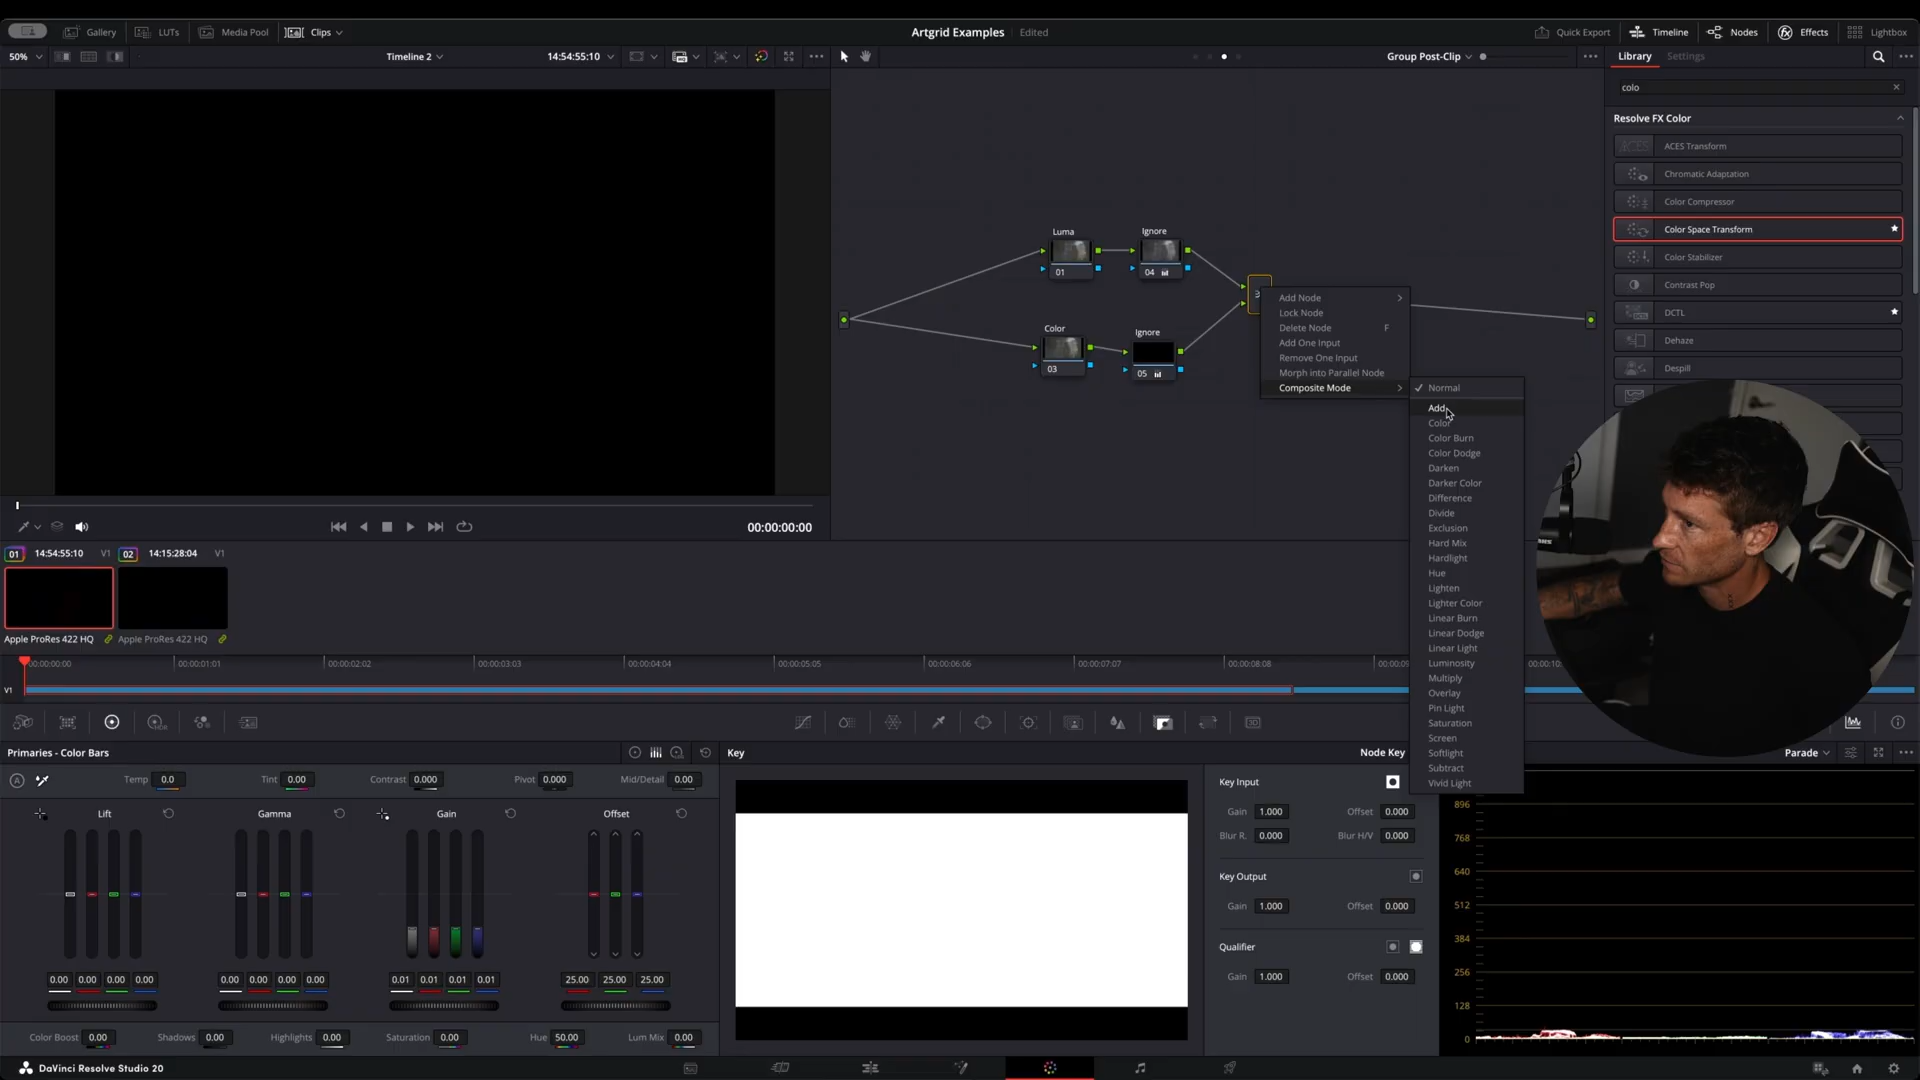 Gallery
LUTs
Media Pool
Clips
Artgrid Examples
Edited
Quick Export
Timeline
Nodes
Effects
Lightbox
50%
Timeline 2
14:54:55:10
Group Post-Clip
Library
Settings
colo
Resolve FX Color
ACES Transform
Chromatic Adaptation
Color Compressor
Color Space Transform
Color Stabilizer
Contrast Pop
DCTL
Dehaze
Despill
Luma
01
Ignore
04
Color
03
Ignore
05
Add Node
Lock Node
Delete Node F
Add One Input
Remove One Input
Morph into Parallel Node
Composite Mode
Normal
Add
Color
Color Burn
Color Dodge
Darken
Darker Color
Difference
Divide
Exclusion
Hard Mix
Hardlight
Hue
Lighten
Lighter Color
Linear Burn
Linear Dodge
Linear Light
Luminosity
Multiply
Overlay
Pin Light
Saturation
Screen
Softlight
Subtract
Vivid Light
00:00:00:00
01 14:54:55:10 V1 02 14:15:28:04 V1
Apple ProRes 422 HQ Apple ProRes 422 HQ
00:00:00:00 00:00:01:01 00:00:02:02 00:00:03:03 00:00:04:04 00:00:05:05 00:00:06:06 00:00:07:07 00:00:08:08
V1
Primaries - Color Bars
Temp 0.0 Tint 0.00 Contrast 0.000 Pivot 0.000 Mid/Detail 0.00
Lift Gamma Gain Offset
0.00 0.00 0.00 0.00 0.00 0.00 0.00 0.00 0.01 0.01 0.01 0.01 25.00 25.00 25.00
Color Boost 0.00 Shadows 0.00 Highlights 0.00 Saturation 0.00 Hue 50.00 Lum Mix 0.00
Key
Node Key
Key Input
Gain 1.000 Offset 0.000
Blur R. 0.000 Blur H/V 0.000
Key Output
Gain 1.000 Offset 0.000
Qualifier
Gain 1.000 Offset 0.000
Parade
896
768
640
512
384
256
128
0
DaVinci Resolve Studio 20